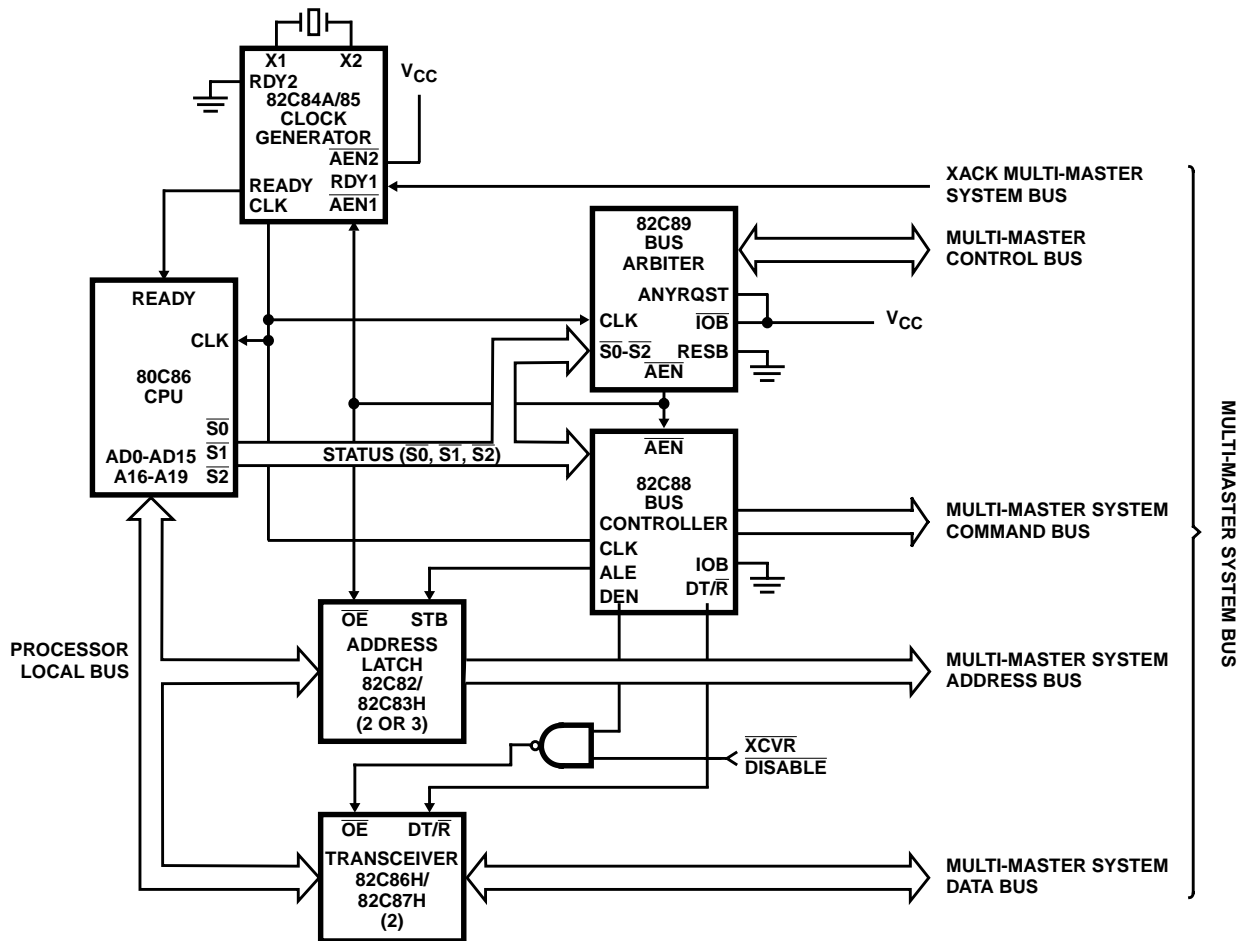 X1 X2
RDY2
82C84A/85
CLOCK
GENERATOR
AEN2
RDY1
AEN1
READY
CLK
VCC
XACK MULTI-MASTER
SYSTEM BUS
82C89
BUS
ARBITER
ANYRQST
CLK
IOB
S0-S2
RESB
AEN
VCC
MULTI-MASTER
CONTROL BUS
READY
CLK
80C86
CPU
S0
AD0-AD15 S1
A16-A19 S2
STATUS (S0, S1, S2)
AEN
82C88
BUS
CONTROLLER
CLK
ALE
DEN
IOB
DT/R
MULTI-MASTER SYSTEM
COMMAND BUS
OE STB
ADDRESS
LATCH
82C82/
82C83H
(2 OR 3)
PROCESSOR
LOCAL BUS
MULTI-MASTER SYSTEM
ADDRESS BUS
XCVR
DISABLE
OE DT/R
TRANSCEIVER
82C86H/
82C87H
(2)
MULTI-MASTER SYSTEM
DATA BUS
MULTI-MASTER SYSTEM BUS